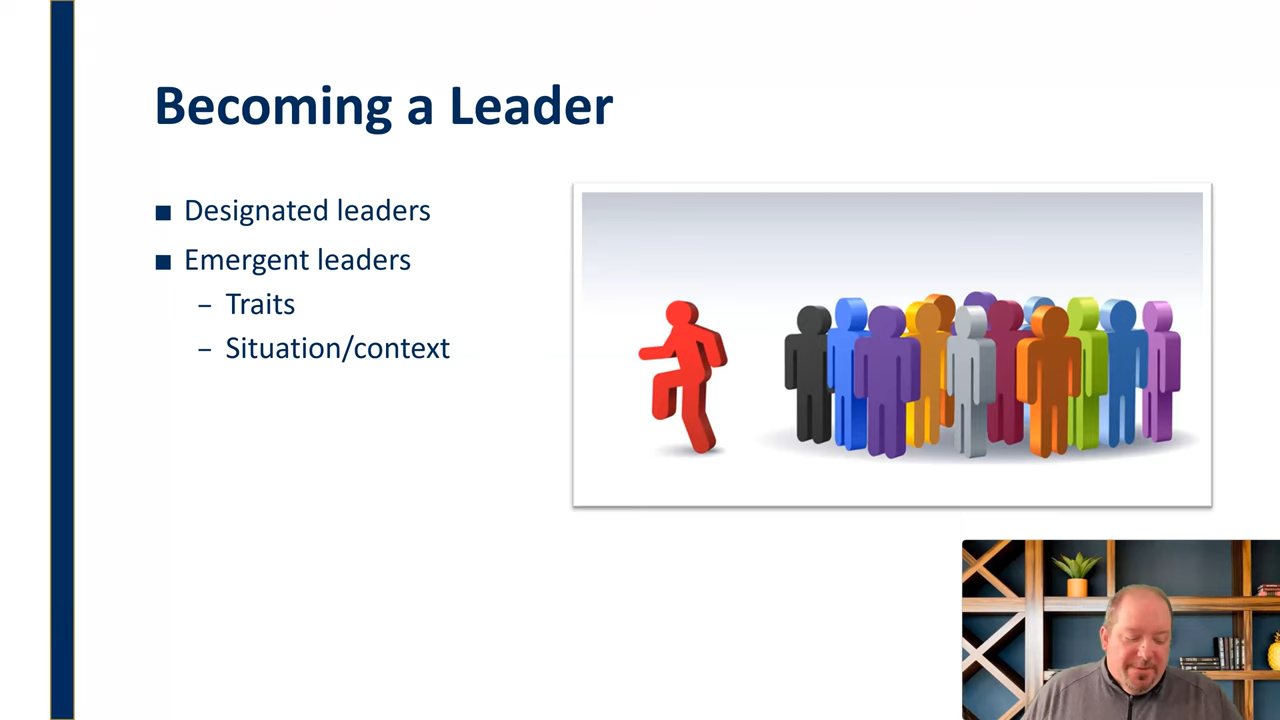 Becoming a Leader
■ Designated leaders
■ Emergent leaders
– Traits
– Situation/context